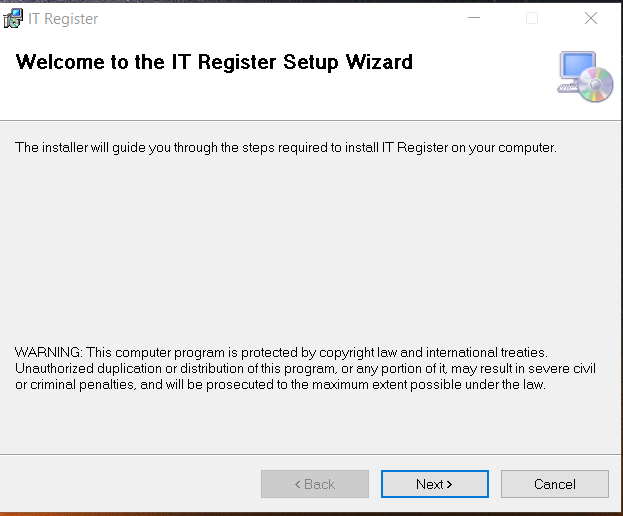 IT Register
Welcome to the IT Register Setup Wizard
The installer will guide you through the steps required to install IT Register on your computer.
WARNING: This computer program is protected by copyright law and international treaties.
Unauthorized duplication or distribution of this program, or any portion of it, may result in severe civil
or criminal penalties, and will be prosecuted to the maximum extent possible under the law.
< Back
Next >
Cancel